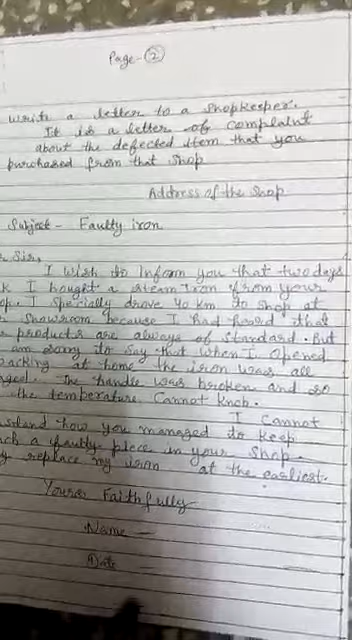 Page - 2
Write a letter to a shopkeeper.
It is a letter of complaint
about the defected item that you
purchased from that shop
Address of the Shop
Subject - Faulty iron
Sir,
I wish to inform you that two days
I bought a steam iron from your
I specially drove 40 km to shop at
Showroom because I had heard that
products are always of standard. But
am sorry to say that when I opened
packing at home the iron was all
The handle was broken and so
the temperature Cannot knob.
I cannot
how you managed to keep
a faulty piece in your shop.
replace my iron at the earliest.
Yours Faithfully
Name -
Date